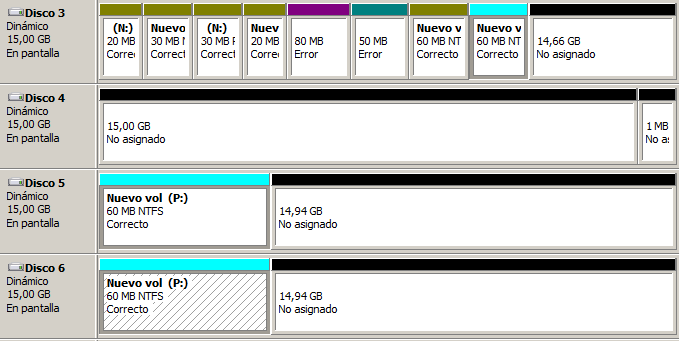 Disco 3
Dinámico
15,00 GB
En pantalla
(N:)
20 MB
Correc
Nuevo
30 MB N
Correct
(N:)
30 MB F
Correct
Nuev
20 MB
Correc
80 MB
Error
50 MB
Error
Nuevo v
60 MB NTF
Correcto
Nuevo v
60 MB NT
Correcto
14,66 GB
No asignado
Disco 4
Dinámico
15,00 GB
En pantalla
15,00 GB
No asignado
1 MB
No a
Disco 5
Dinámico
15,00 GB
En pantalla
Nuevo vol (P:)
60 MB NTFS
Correcto
14,94 GB
No asignado
Disco 6
Dinámico
15,00 GB
En pantalla
Nuevo vol (P:)
60 MB NTFS
Correcto
14,94 GB
No asignado